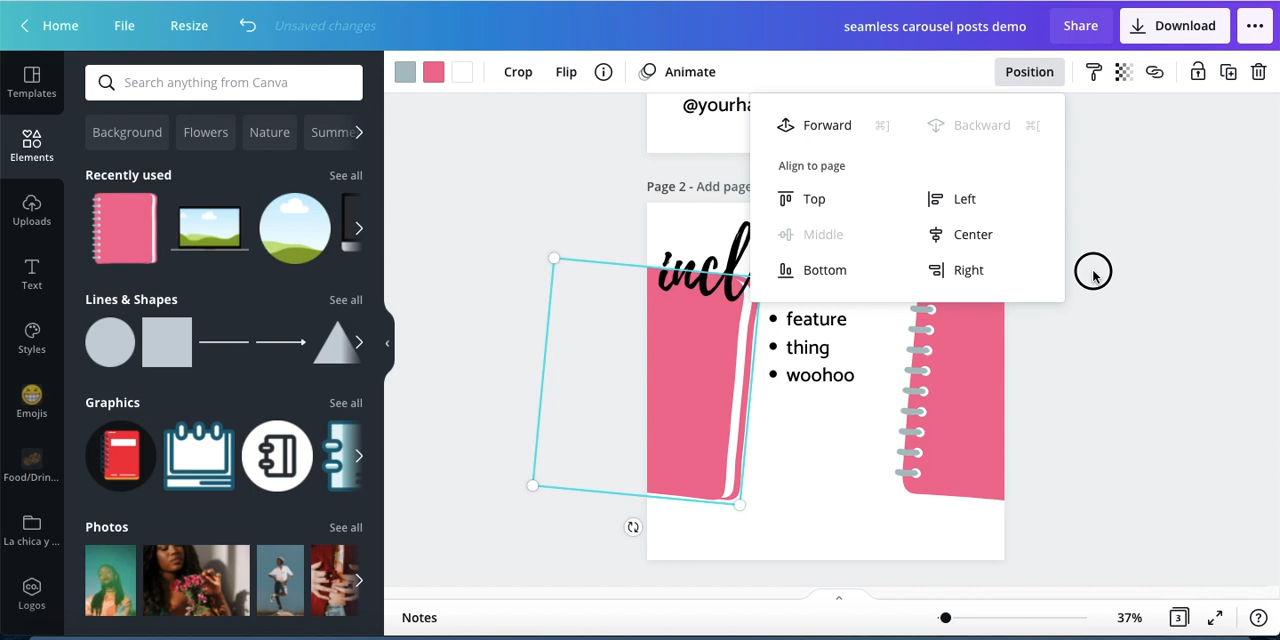 Home File Resize Unsaved changes seamless carousel posts demo Share Download
Templates
Elements
Uploads
Text
Styles
Emojis
Food/Drin...
La chica y ...
CO.
Logos
Search anything from Canva
Background Flowers Nature Summe
Recently used See all
Lines & Shapes See all
Graphics See all
Photos See all
Crop Flip Animate Position
@yourha
Forward ⌘] Backward ⌘[
Align to page
Top Left
Middle Center
Bottom Right
Page 2 - Add page
incl
feature
thing
woohoo
Notes 37% 3